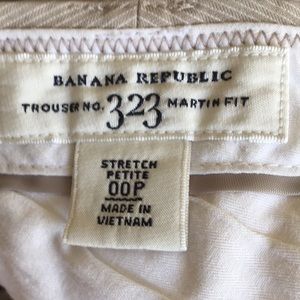 BANANA REPUBLIC
TROUSER NO. 323 MARTIN FIT
STRETCH
PETITE
00P
MADE IN
VIETNAM